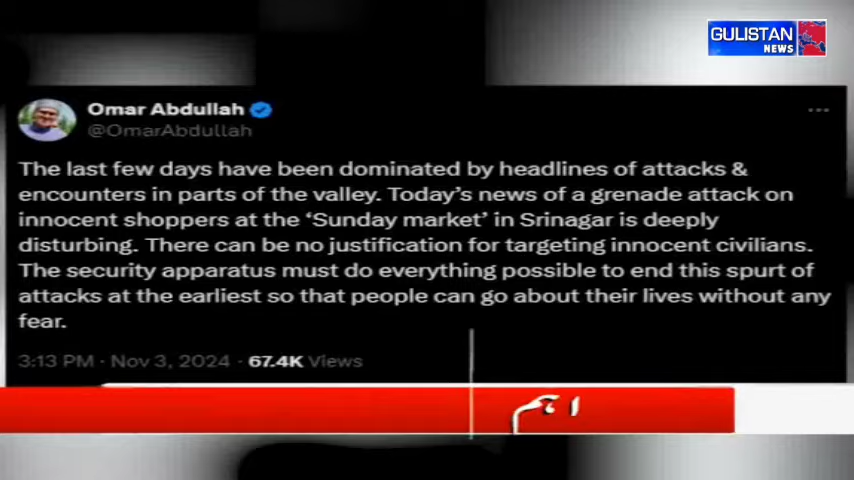 GULISTAN
NEWS
Omar Abdullah
@OmarAbdullah
The last few days have been dominated by headlines of attacks &
encounters in parts of the valley. Today's news of a grenade attack on
innocent shoppers at the 'Sunday market' in Srinagar is deeply
disturbing. There can be no justification for targeting innocent civilians.
The security apparatus must do everything possible to end this spurt of
attacks at the earliest so that people can go about their lives without any
fear.
3:13 PM · Nov 3, 2024 · 67.4K Views
اہم